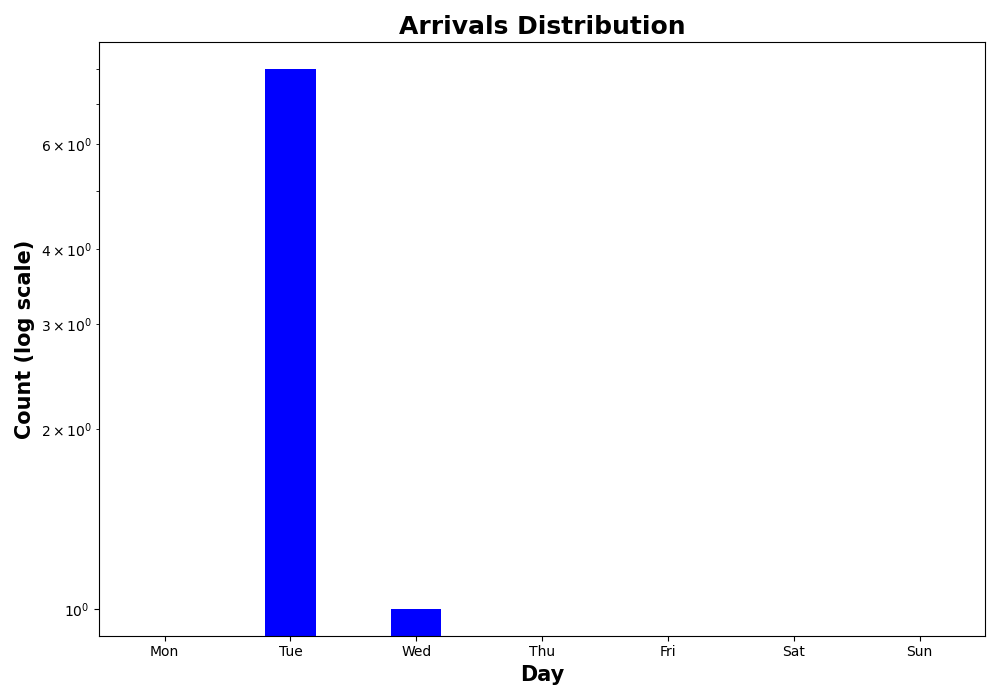 Arrivals Distribution
Count (log scale)
6 × 10⁰
4 × 10⁰
3 × 10⁰
2 × 10⁰
10⁰
Mon Tue Wed Thu Fri Sat Sun
Day